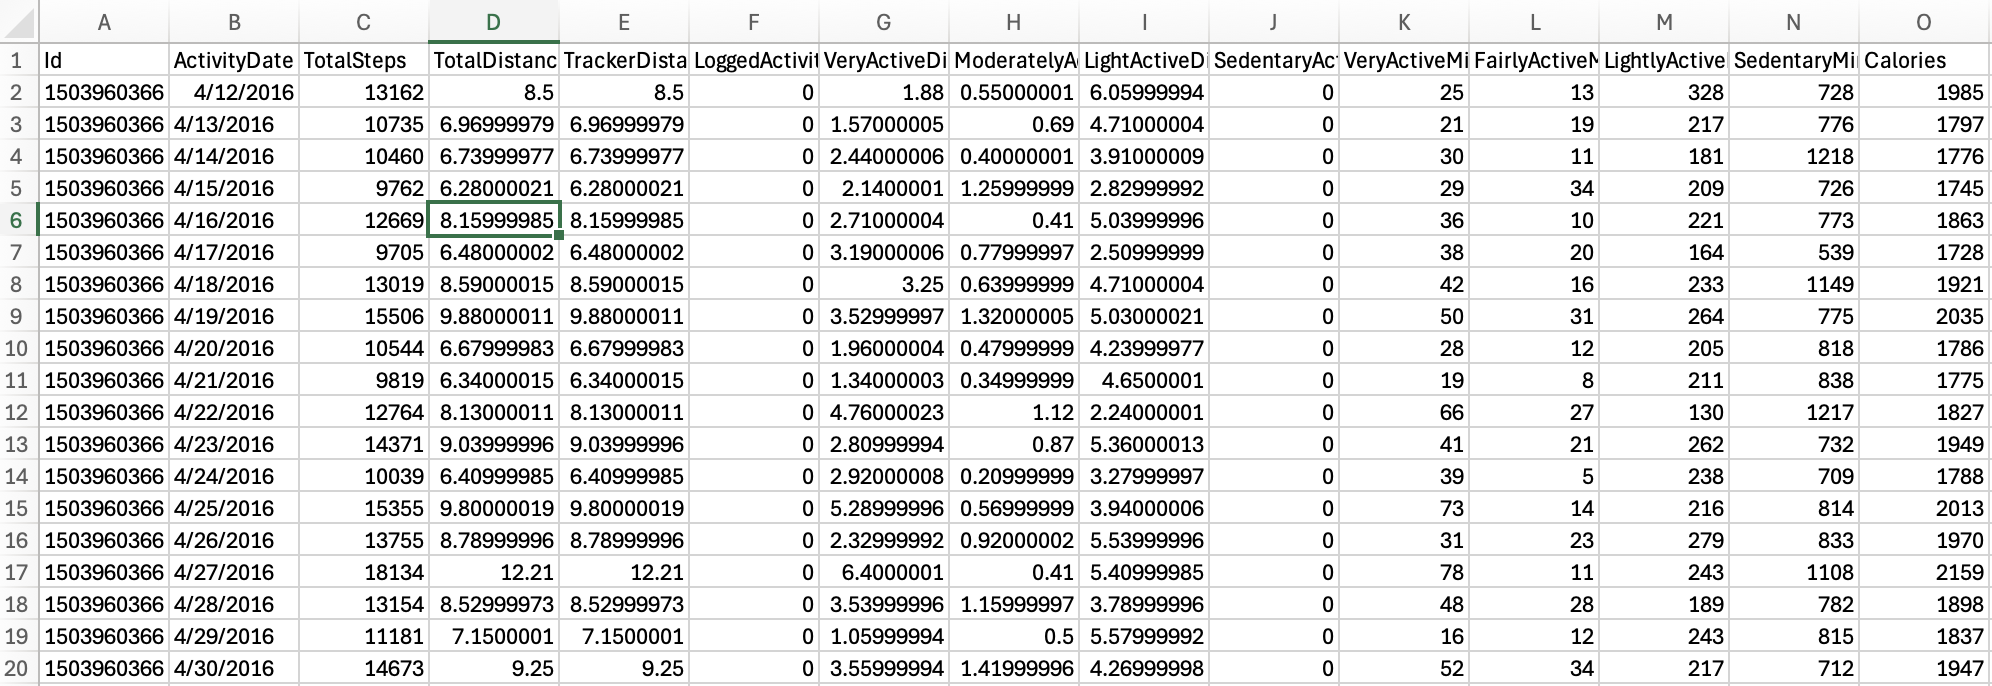 A B C D E F G H I J K L M N O
1 Id ActivityDate TotalSteps TotalDistanc TrackerDista LoggedActivit VeryActiveDi ModeratelyA LightActiveDi SedentaryAct VeryActiveMi FairlyActiveM LightlyActive SedentaryMi Calories
2 1503960366 4/12/2016 13162 8.5 8.5 0 1.88 0.55000001 6.05999994 0 25 13 328 728 1985
3 1503960366 4/13/2016 10735 6.96999979 6.96999979 0 1.57000005 0.69 4.71000004 0 21 19 217 776 1797
4 1503960366 4/14/2016 10460 6.73999977 6.73999977 0 2.44000006 0.40000001 3.91000009 0 30 11 181 1218 1776
5 1503960366 4/15/2016 9762 6.28000021 6.28000021 0 2.1400001 1.25999999 2.82999992 0 29 34 209 726 1745
6 1503960366 4/16/2016 12669 8.15999985 8.15999985 0 2.71000004 0.41 5.03999996 0 36 10 221 773 1863
7 1503960366 4/17/2016 9705 6.48000002 6.48000002 0 3.19000006 0.77999997 2.50999999 0 38 20 164 539 1728
8 1503960366 4/18/2016 13019 8.59000015 8.59000015 0 3.25 0.63999999 4.71000004 0 42 16 233 1149 1921
9 1503960366 4/19/2016 15506 9.88000011 9.88000011 0 3.52999997 1.32000005 5.03000021 0 50 31 264 775 2035
10 1503960366 4/20/2016 10544 6.67999983 6.67999983 0 1.96000004 0.47999999 4.23999977 0 28 12 205 818 1786
11 1503960366 4/21/2016 9819 6.34000015 6.34000015 0 1.34000003 0.34999999 4.6500001 0 19 8 211 838 1775
12 1503960366 4/22/2016 12764 8.13000011 8.13000011 0 4.76000023 1.12 2.24000001 0 66 27 130 1217 1827
13 1503960366 4/23/2016 14371 9.03999996 9.03999996 0 2.80999994 0.87 5.36000013 0 41 21 262 732 1949
14 1503960366 4/24/2016 10039 6.40999985 6.40999985 0 2.92000008 0.20999999 3.27999997 0 39 5 238 709 1788
15 1503960366 4/25/2016 15355 9.80000019 9.80000019 0 5.28999996 0.56999999 3.94000006 0 73 14 216 814 2013
16 1503960366 4/26/2016 13755 8.78999996 8.78999996 0 2.32999992 0.92000002 5.53999996 0 31 23 279 833 1970
17 1503960366 4/27/2016 18134 12.21 12.21 0 6.4000001 0.41 5.40999985 0 78 11 243 1108 2159
18 1503960366 4/28/2016 13154 8.52999973 8.52999973 0 3.53999996 1.15999997 3.78999996 0 48 28 189 782 1898
19 1503960366 4/29/2016 11181 7.1500001 7.1500001 0 1.05999994 0.5 5.57999992 0 16 12 243 815 1837
20 1503960366 4/30/2016 14673 9.25 9.25 0 3.55999994 1.41999996 4.26999998 0 52 34 217 712 1947